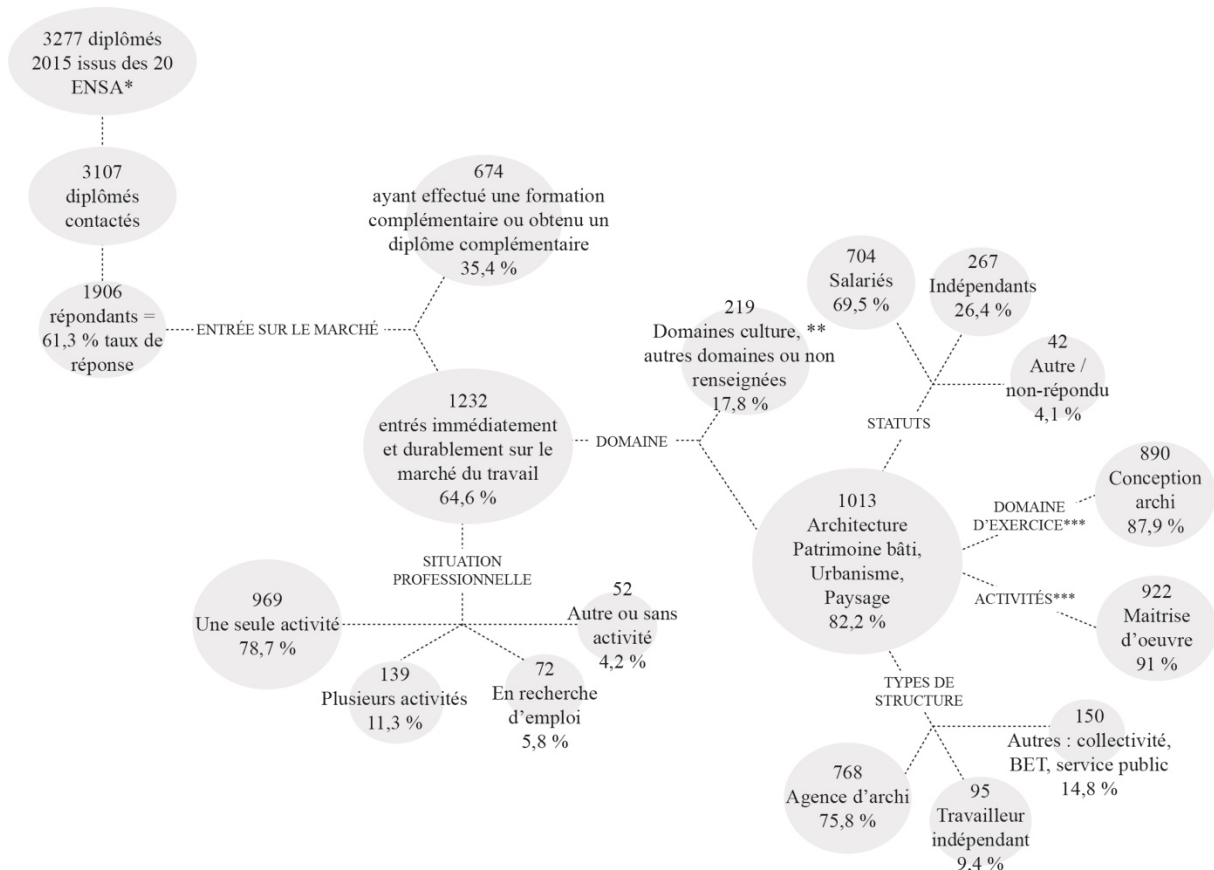 3277 diplômés
2015 issus des 20
ENSA*
3107
diplômés
contactés
1906
répondants =
61,3 % taux de
réponse
ENTRÉE SUR LE MARCHÉ
674
ayant effectué une formation
complémentaire ou obtenu un
diplôme complémentaire
35,4 %
1232
entrés immédiatement
et durablement sur le
marché du travail
64,6 %
SITUATION
PROFESSIONNELLE
969
Une seule activité
78,7 %
139
Plusieurs activités
11,3 %
72
En recherche
d’emploi
5,8 %
52
Autre ou sans
activité
4,2 %
DOMAINE
219
Domaines culture, **
autres domaines ou non
renseignées
17,8 %
1013
Architecture
Patrimoine bâti,
Urbanisme,
Paysage
82,2 %
STATUTS
704
Salariés
69,5 %
267
Indépendants
26,4 %
42
Autre /
non-répondu
4,1 %
DOMAINE
D’EXERCICE***
890
Conception
archi
87,9 %
ACTIVITÉS***
922
Maitrise
d’oeuvre
91 %
TYPES DE
STRUCTURE
768
Agence d’archi
75,8 %
95
Travailleur
indépendant
9,4 %
150
Autres : collectivité,
BET, service public
14,8 %